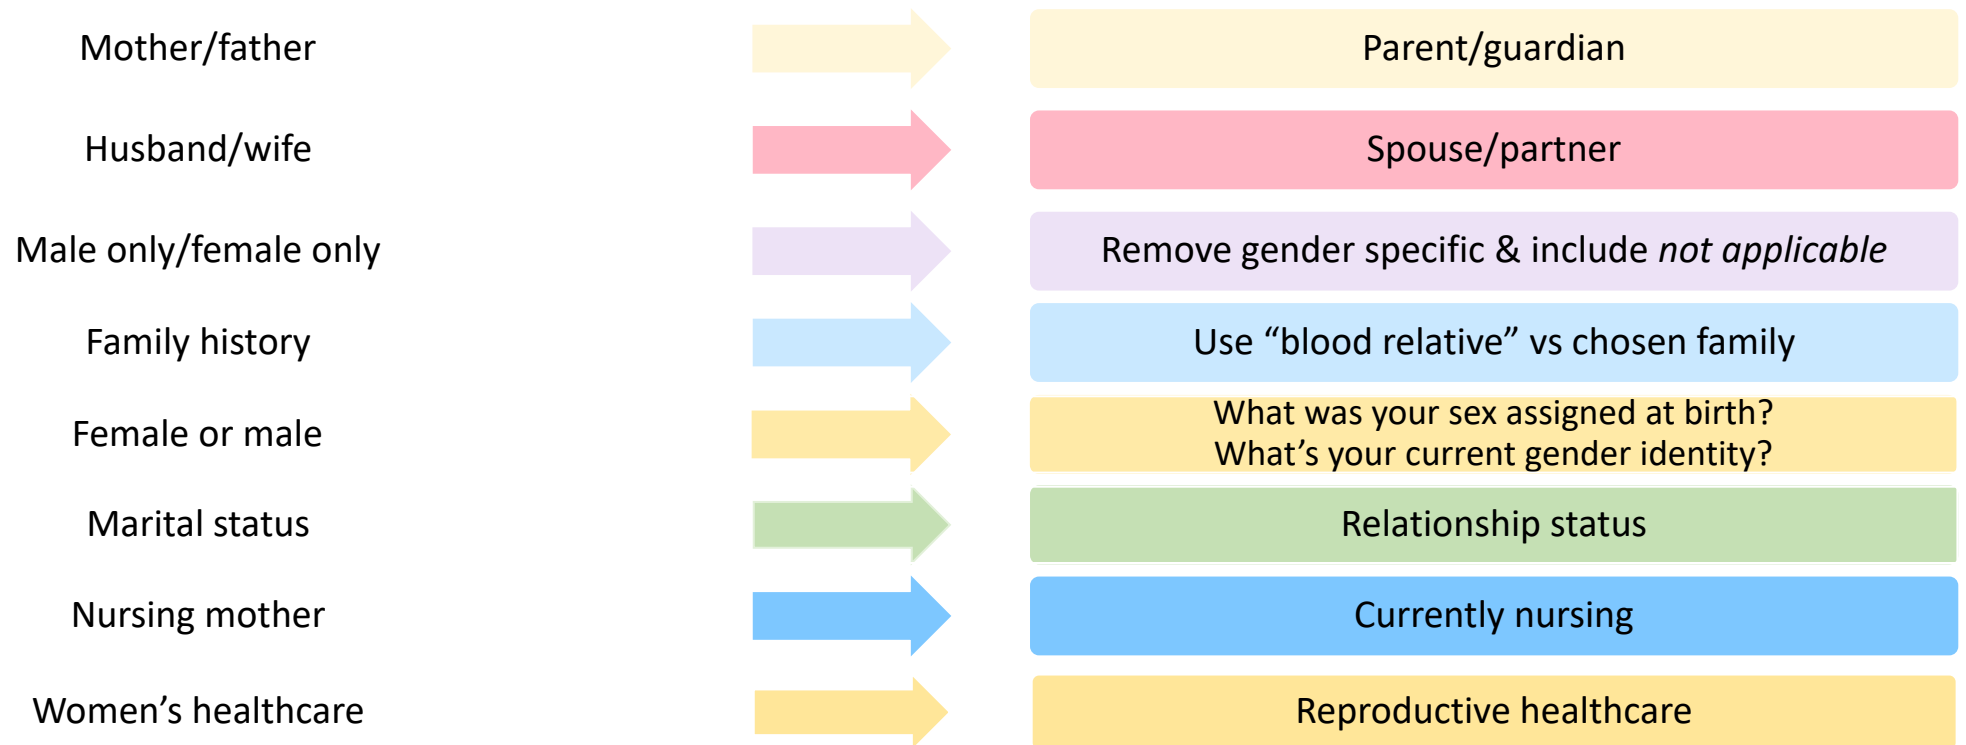 Mother/father
Parent/guardian
Husband/wife
Spouse/partner
Male only/female only
Remove gender specific & include not applicable
Family history
Use “blood relative” vs chosen family
Female or male
What was your sex assigned at birth?
What’s your current gender identity?
Marital status
Relationship status
Nursing mother
Currently nursing
Women’s healthcare
Reproductive healthcare